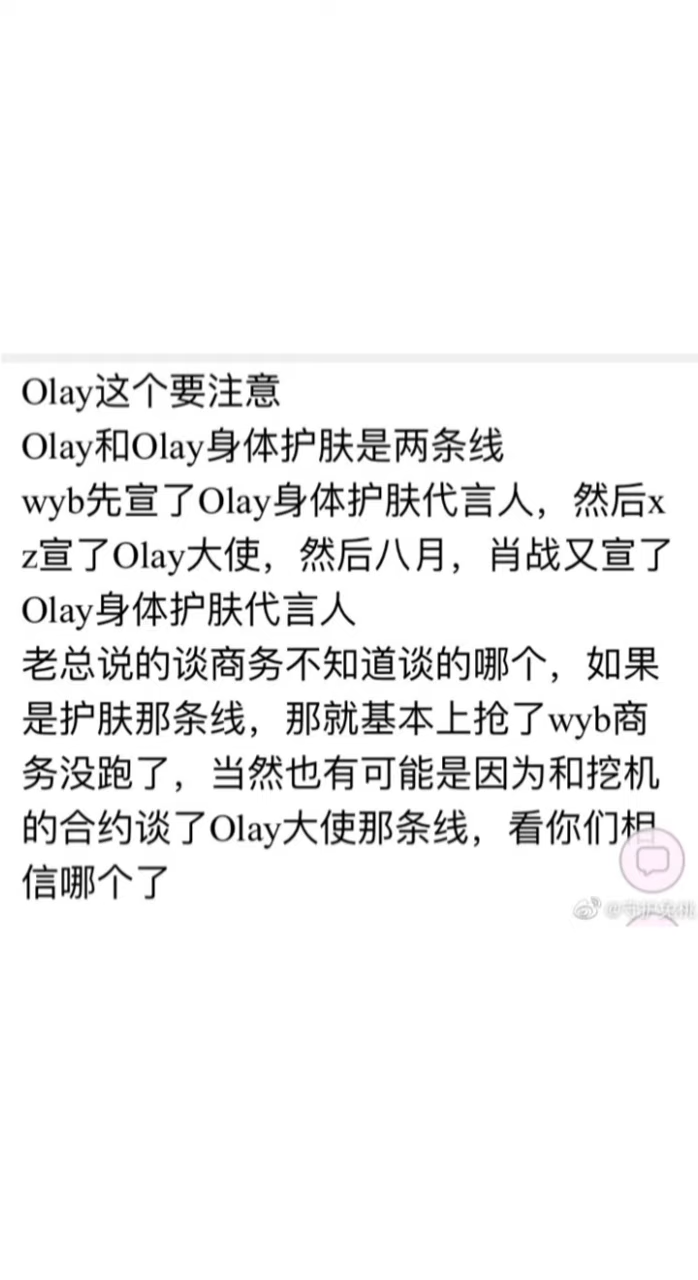 Olay这个要注意
Olay和Olay身体护肤是两条线
wyb先宣了Olay身体护肤代言人，然后x
z宣了Olay大使，然后八月，肖战又宣了
Olay身体护肤代言人
老总说的谈商务不知道谈的哪个，如果
是护肤那条线，那就基本上抢了wyb商
务没跑了，当然也有可能是因为和挖机
的合约谈了Olay大使那条线，看你们相
信哪个了